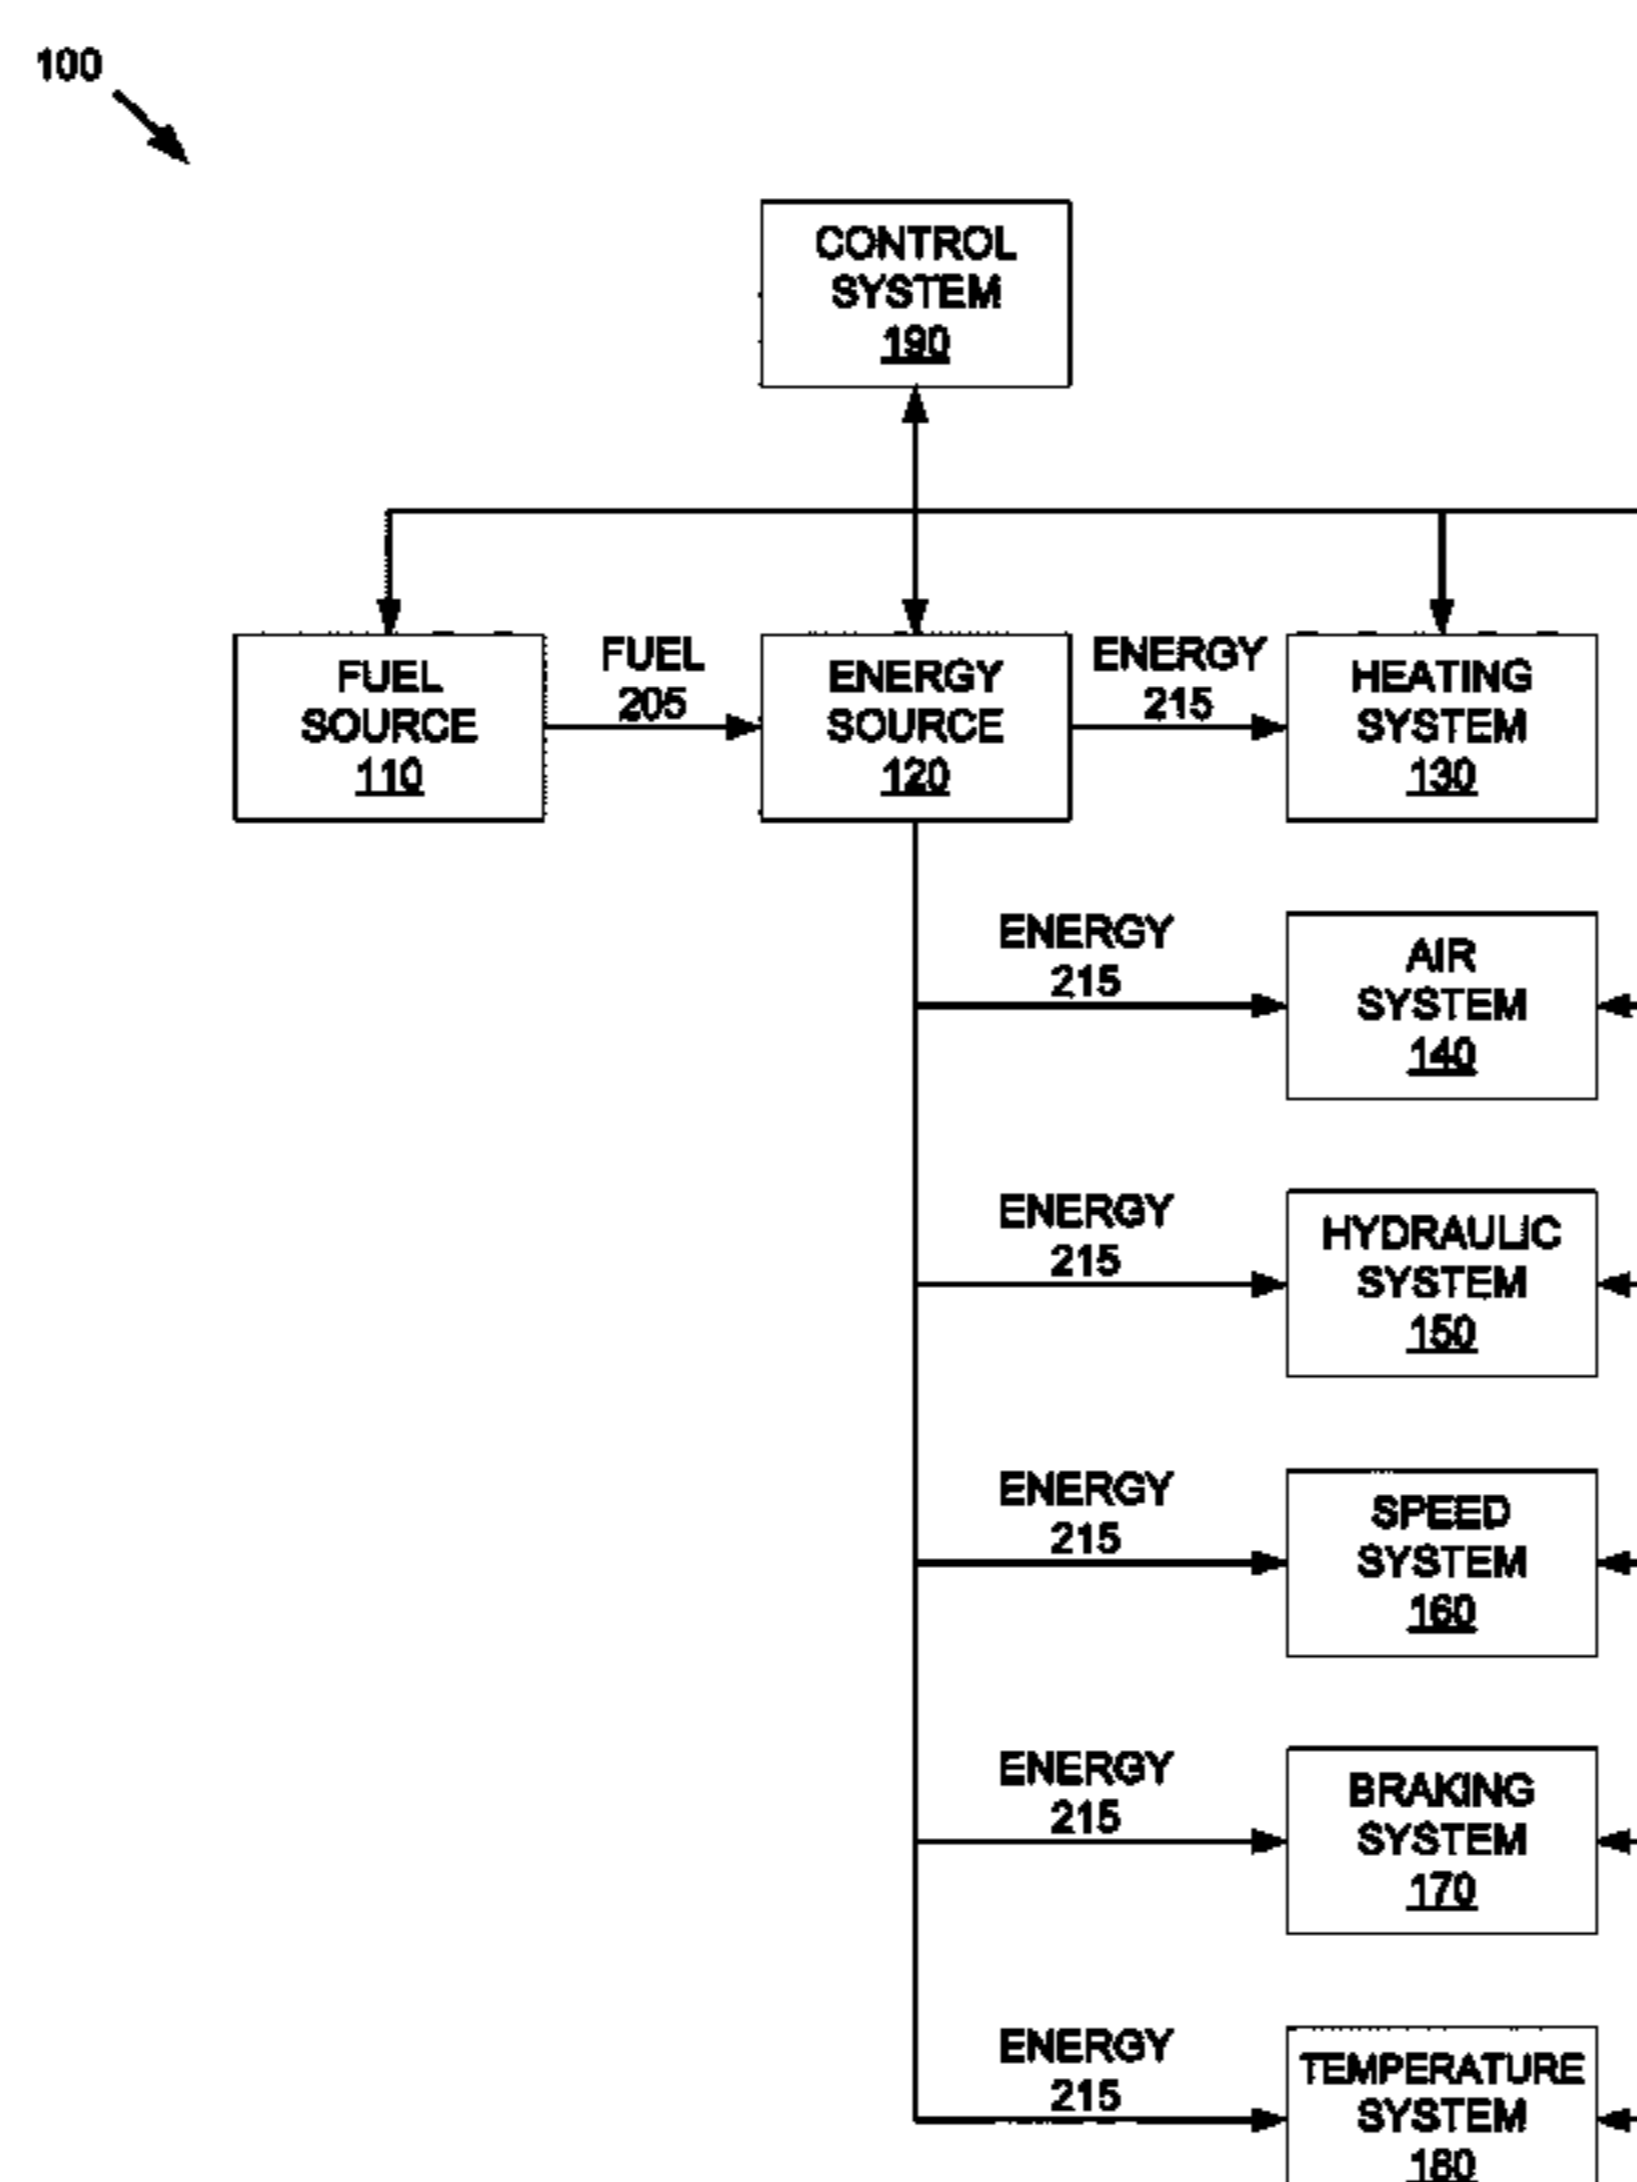 100
CONTROL
SYSTEM
190
FUEL
SOURCE
110
FUEL
205
ENERGY
SOURCE
120
ENERGY
215
HEATING
SYSTEM
130
ENERGY
215
AIR
SYSTEM
140
ENERGY
215
HYDRAULIC
SYSTEM
150
ENERGY
215
SPEED
SYSTEM
160
ENERGY
215
BRAKING
SYSTEM
170
ENERGY
215
TEMPERATURE
SYSTEM
180